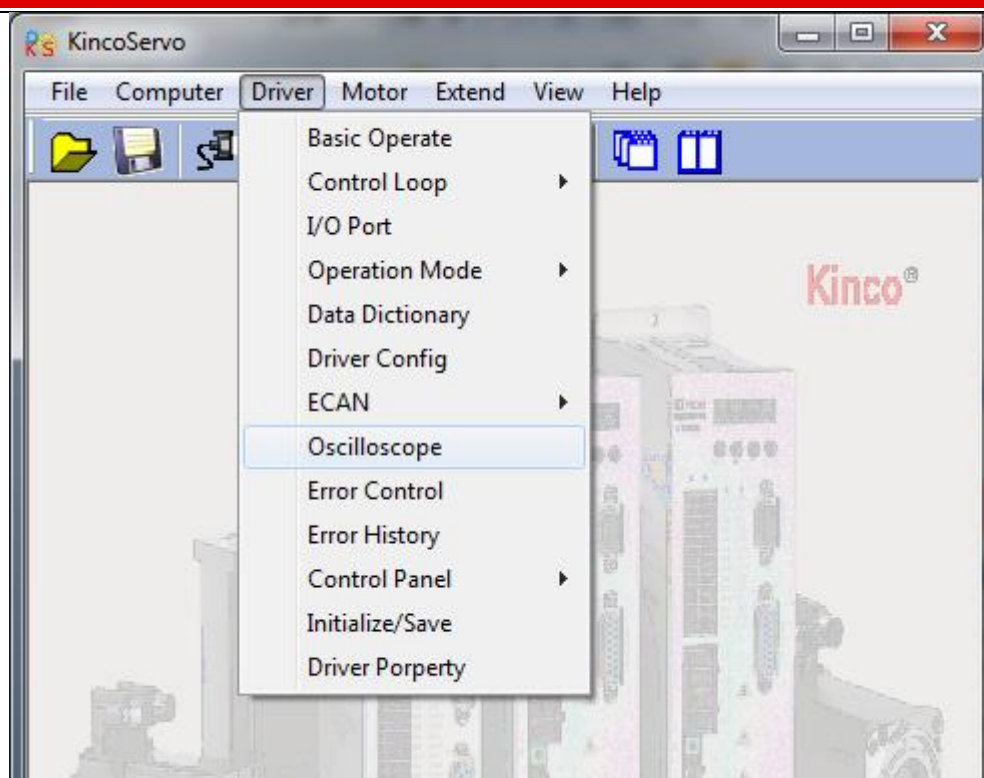 KincoServo
File Computer Driver Motor Extend View Help
Basic Operate
Control Loop
I/O Port
Operation Mode
Data Dictionary
Driver Config
ECAN
Oscilloscope
Error Control
Error History
Control Panel
Initialize/Save
Driver Porperty
Kinco®